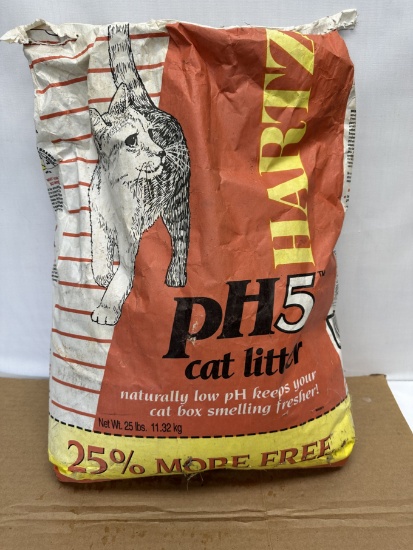 HARTZ
pH5™
cat litter
naturally low pH keeps your
cat box smelling fresher!
Net Wt. 25 lbs. 11.32 kg
25% MORE FREE